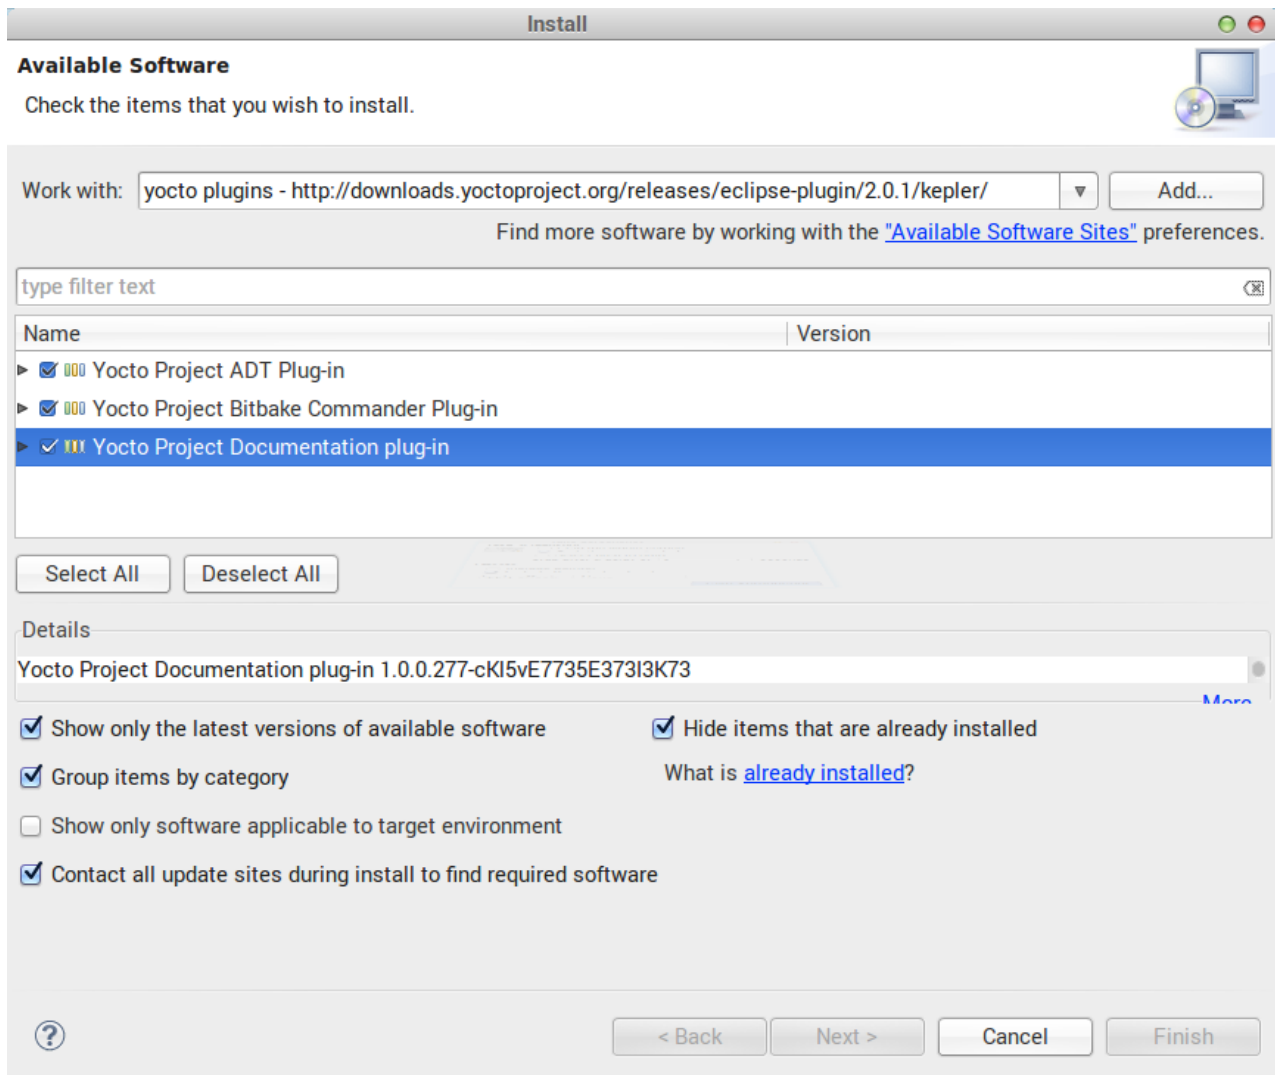 Install
Available Software
Check the items that you wish to install.
Work with: yocto plugins - http://downloads.yoctoproject.org/releases/eclipse-plugin/2.0.1/kepler/ Add...
Find more software by working with the "Available Software Sites" preferences.
type filter text
Name Version
Yocto Project ADT Plug-in
Yocto Project Bitbake Commander Plug-in
Yocto Project Documentation plug-in
Select All Deselect All
Details
Yocto Project Documentation plug-in 1.0.0.277-cKI5vE7735E373I3K73
More...
Show only the latest versions of available software Hide items that are already installed
Group items by category What is already installed?
Show only software applicable to target environment
Contact all update sites during install to find required software
? < Back Next > Cancel Finish